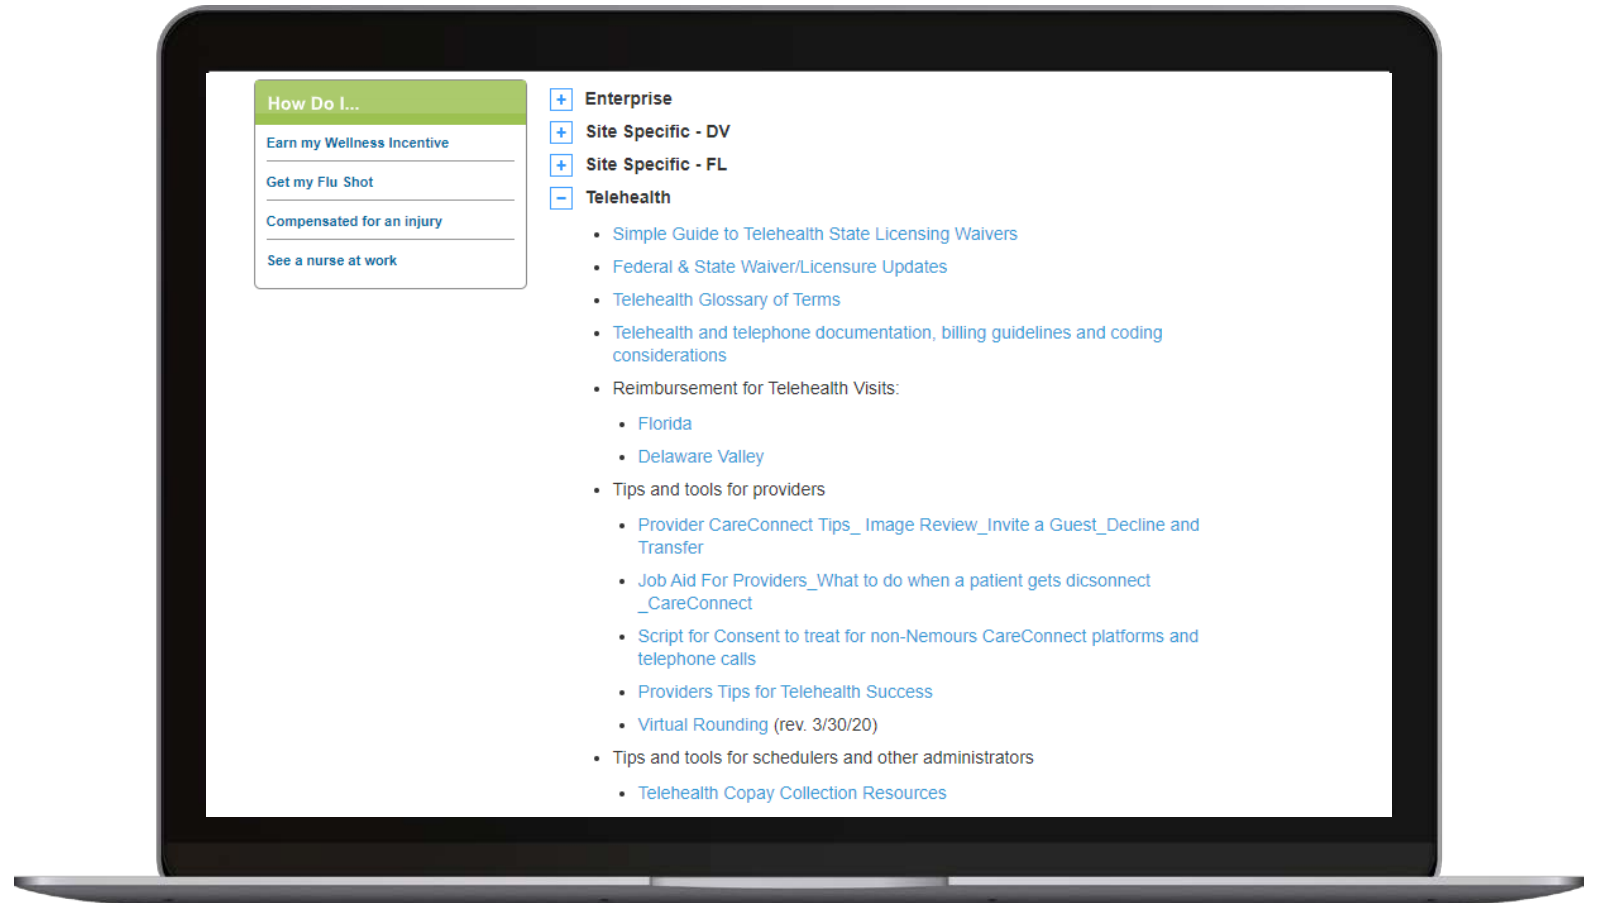 How Do I...
Earn my Wellness Incentive
Get my Flu Shot
Compensated for an injury
See a nurse at work
Enterprise
Site Specific - DV
Site Specific - FL
Telehealth
Simple Guide to Telehealth State Licensing Waivers
Federal & State Waiver/Licensure Updates
Telehealth Glossary of Terms
Telehealth and telephone documentation, billing guidelines and coding
considerations
Reimbursement for Telehealth Visits:
Florida
Delaware Valley
Tips and tools for providers
Provider CareConnect Tips_ Image Review_Invite a Guest_Decline and
Transfer
Job Aid For Providers_What to do when a patient gets dicsonnect
_CareConnect
Script for Consent to treat for non-Nemours CareConnect platforms and
telephone calls
Providers Tips for Telehealth Success
Virtual Rounding (rev. 3/30/20)
Tips and tools for schedulers and other administrators
Telehealth Copay Collection Resources